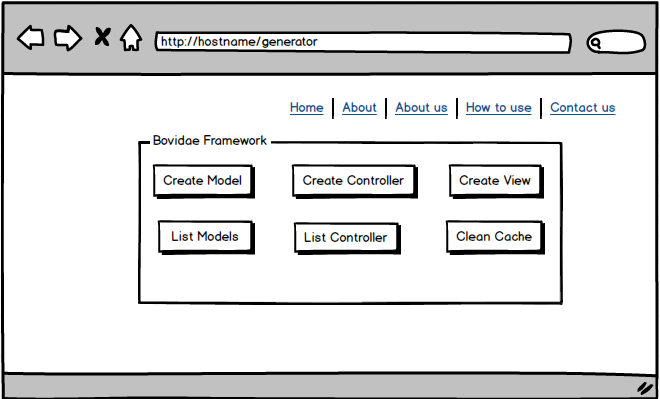 http://hostname/generator
Home About About us How to use Contact us
Bovidae Framework
Create Model Create Controller Create View
List Models List Controller Clean Cache